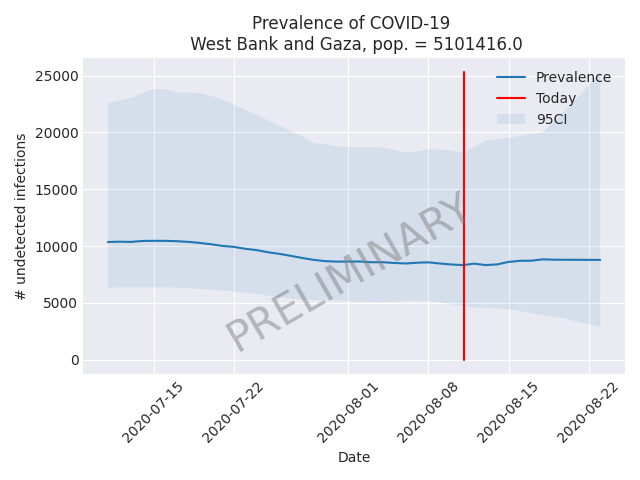 Prevalence of COVID-19
West Bank and Gaza, pop. = 5101416.0
25000
20000
15000
10000
5000
0
# undetected infections
Prevalence
Today
95CI
PRELIMINARY
2020-07-15
2020-07-22
2020-08-01
2020-08-08
2020-08-15
2020-08-22
Date